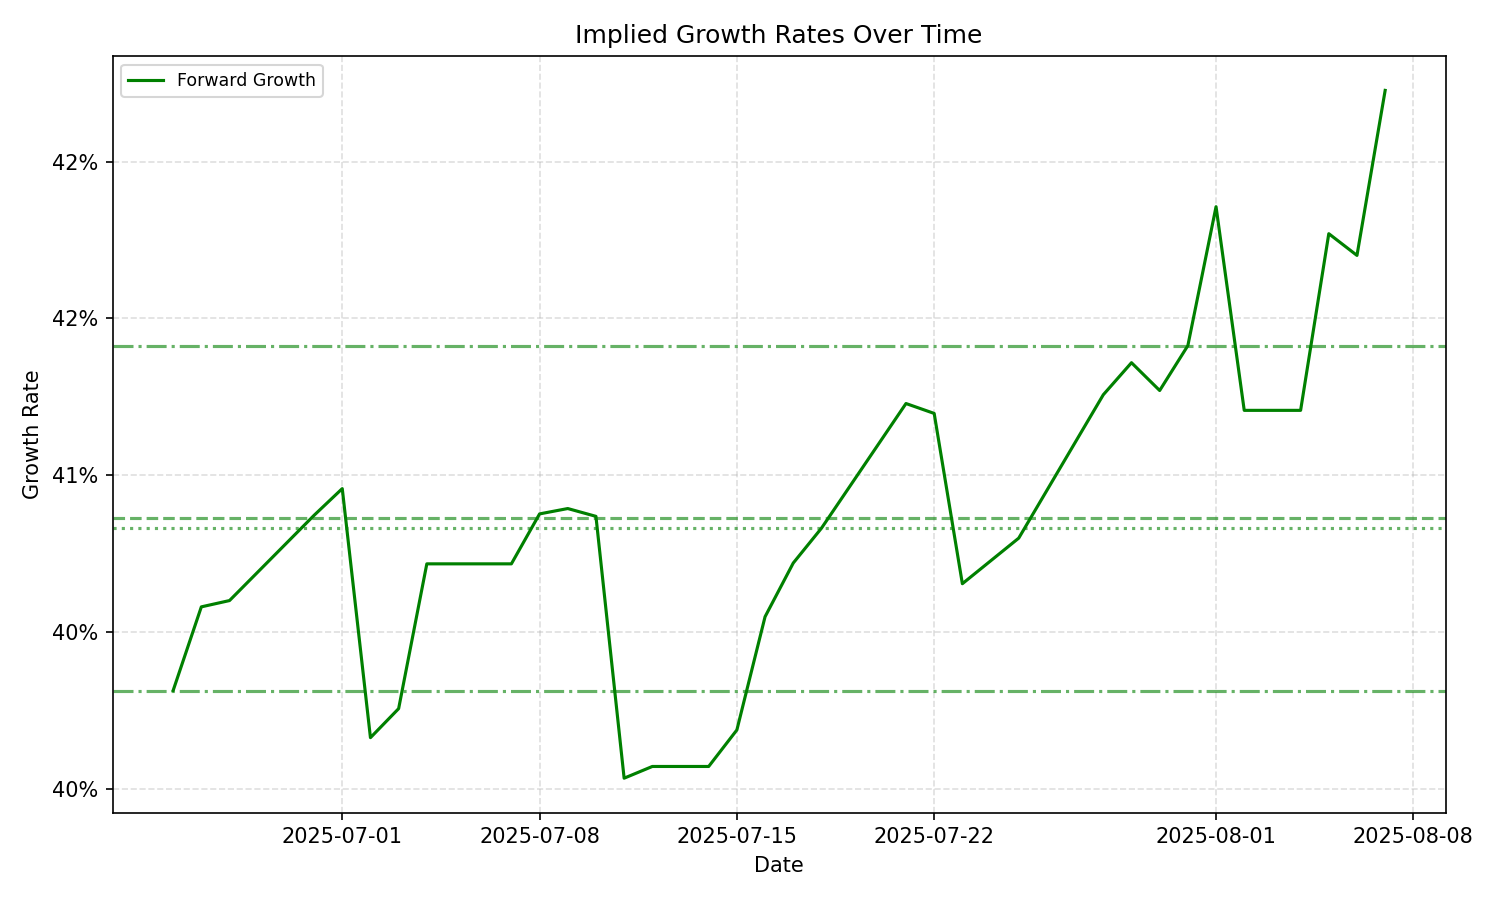 Implied Growth Rates Over Time
Forward Growth
42%
42%
41%
40%
40%
Growth Rate
2025-07-01
2025-07-08
2025-07-15
2025-07-22
2025-08-01
2025-08-08
Date